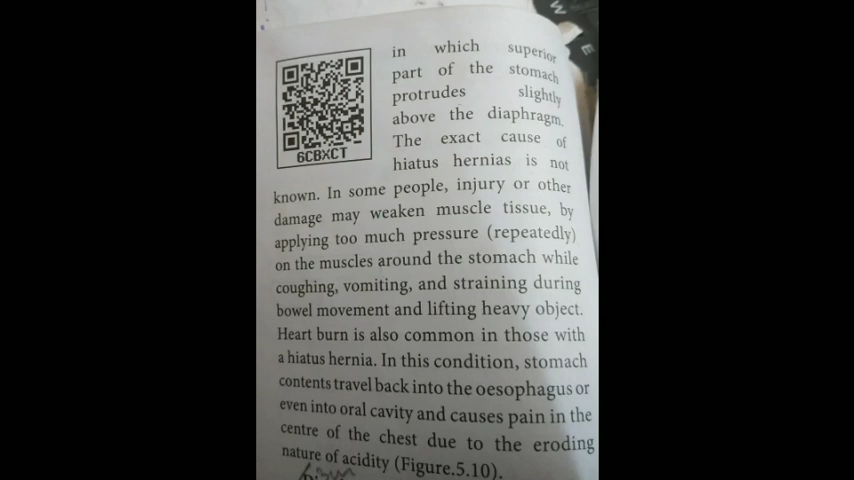 in which superior
part of the stomach
protrudes slightly
above the diaphragm.
The exact cause of
hiatus hernias is not
6CBXCT
known. In some people, injury or other
damage may weaken muscle tissue, by
applying too much pressure (repeatedly)
on the muscles around the stomach while
coughing, vomiting, and straining during
bowel movement and lifting heavy object.
Heart burn is also common in those with
a hiatus hernia. In this condition, stomach
contents travel back into the oesophagus or
even into oral cavity and causes pain in the
centre of the chest due to the eroding
nature of acidity (Figure.5.10).
W
E